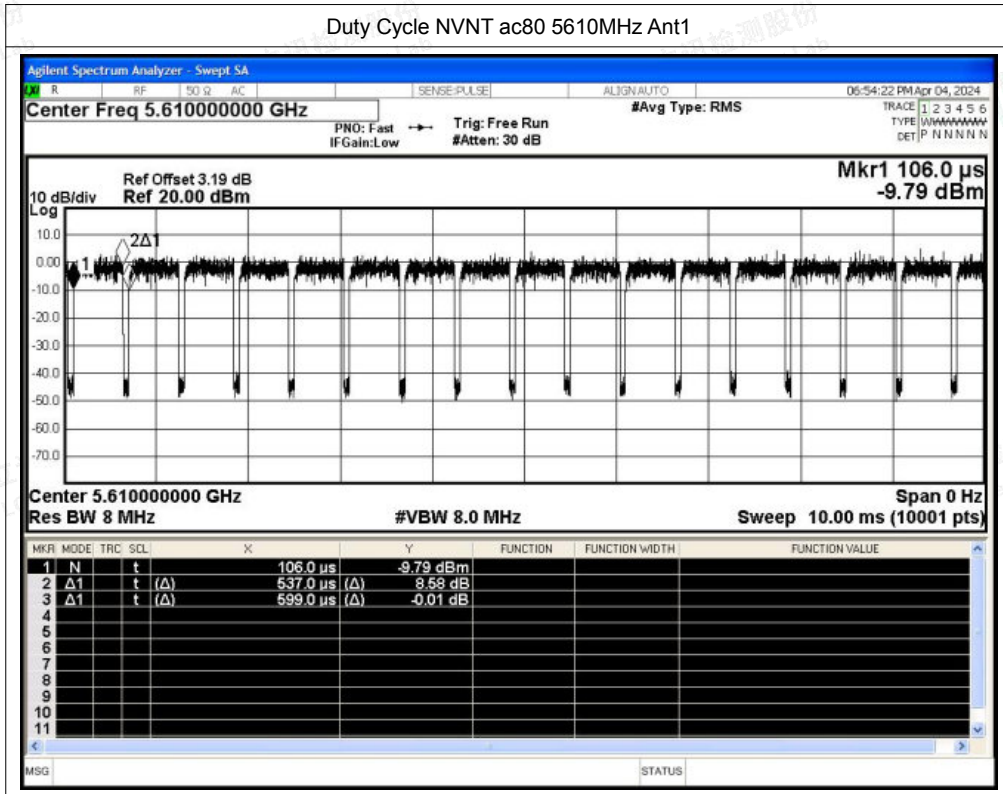 Duty Cycle NVNT ac80 5610MHz Ant1
Agilent Spectrum Analyzer - Swept SA
LXI R RF 50 Ω AC SENSE:PULSE ALIGNAUTO 06:54:22 PM Apr 04, 2024
Center Freq 5.610000000 GHz #Avg Type: RMS TRACE 1 2 3 4 5 6
PNO: Fast Trig: Free Run TYPE WWWWWW
IFGain:Low #Atten: 30 dB DET P N N N N N
Mkr1 106.0 µs
Ref Offset 3.19 dB
10 dB/div Ref 20.00 dBm -9.79 dBm
Log
10.0
2Δ1
0.00
1
-10.0
-20.0
-30.0
-40.0
-50.0
-60.0
-70.0
Center 5.610000000 GHz Span 0 Hz
Res BW 8 MHz #VBW 8.0 MHz Sweep 10.00 ms (10001 pts)
MKR MODE TRC SCL X Y FUNCTION FUNCTION WIDTH FUNCTION VALUE
1 N t 106.0 µs -9.79 dBm
2 Δ1 t (Δ) 537.0 µs (Δ) 8.58 dB
3 Δ1 t (Δ) 599.0 µs (Δ) -0.01 dB
4
5
6
7
8
9
10
11
MSG STATUS